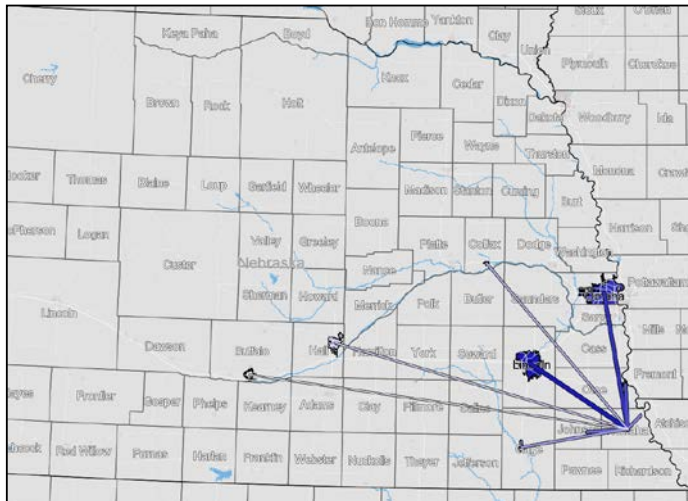 Sioux
O'Brien
Bon Homme
Yankton
Clay
Union
Plymouth
Cherokee
Keya Paha
Boyd
Cherry
Knox
Cedar
Dixon
Dakota
Woodbury
Ida
Brown
Rock
Holt
Antelope
Pierce
Wayne
Thurston
Monona
Thomas
Blaine
Loup
Garfield
Wheeler
Madison
Stanton
Cuming
Burt
Harrison
Logan
Custer
Valley
Greeley
Boone
Platte
Colfax
Dodge
Washington
Nebraska
Nance
Sherman
Howard
Merrick
Polk
Butler
Saunders
Omaha
Lincoln
Dawson
Buffalo
Hall
Hamilton
York
Seward
Lincoln
Cass
Mills
Frontier
Gosper
Phelps
Kearney
Adams
Clay
Fillmore
Saline
Otoe
Fremont
Red Willow
Furnas
Harlan
Franklin
Webster
Nuckolls
Thayer
Jefferson
Gage
Pawnee
Richardson